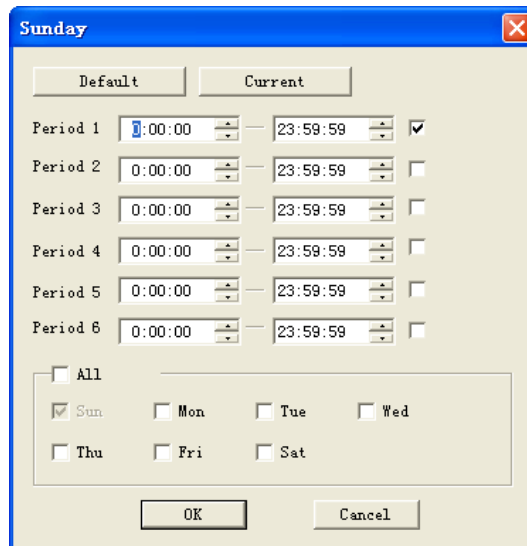 Sunday
Default Current
Period 1 0:00:00 — 23:59:59
Period 2 0:00:00 — 23:59:59
Period 3 0:00:00 — 23:59:59
Period 4 0:00:00 — 23:59:59
Period 5 0:00:00 — 23:59:59
Period 6 0:00:00 — 23:59:59
All
Sun Mon Tue Wed
Thu Fri Sat
OK Cancel